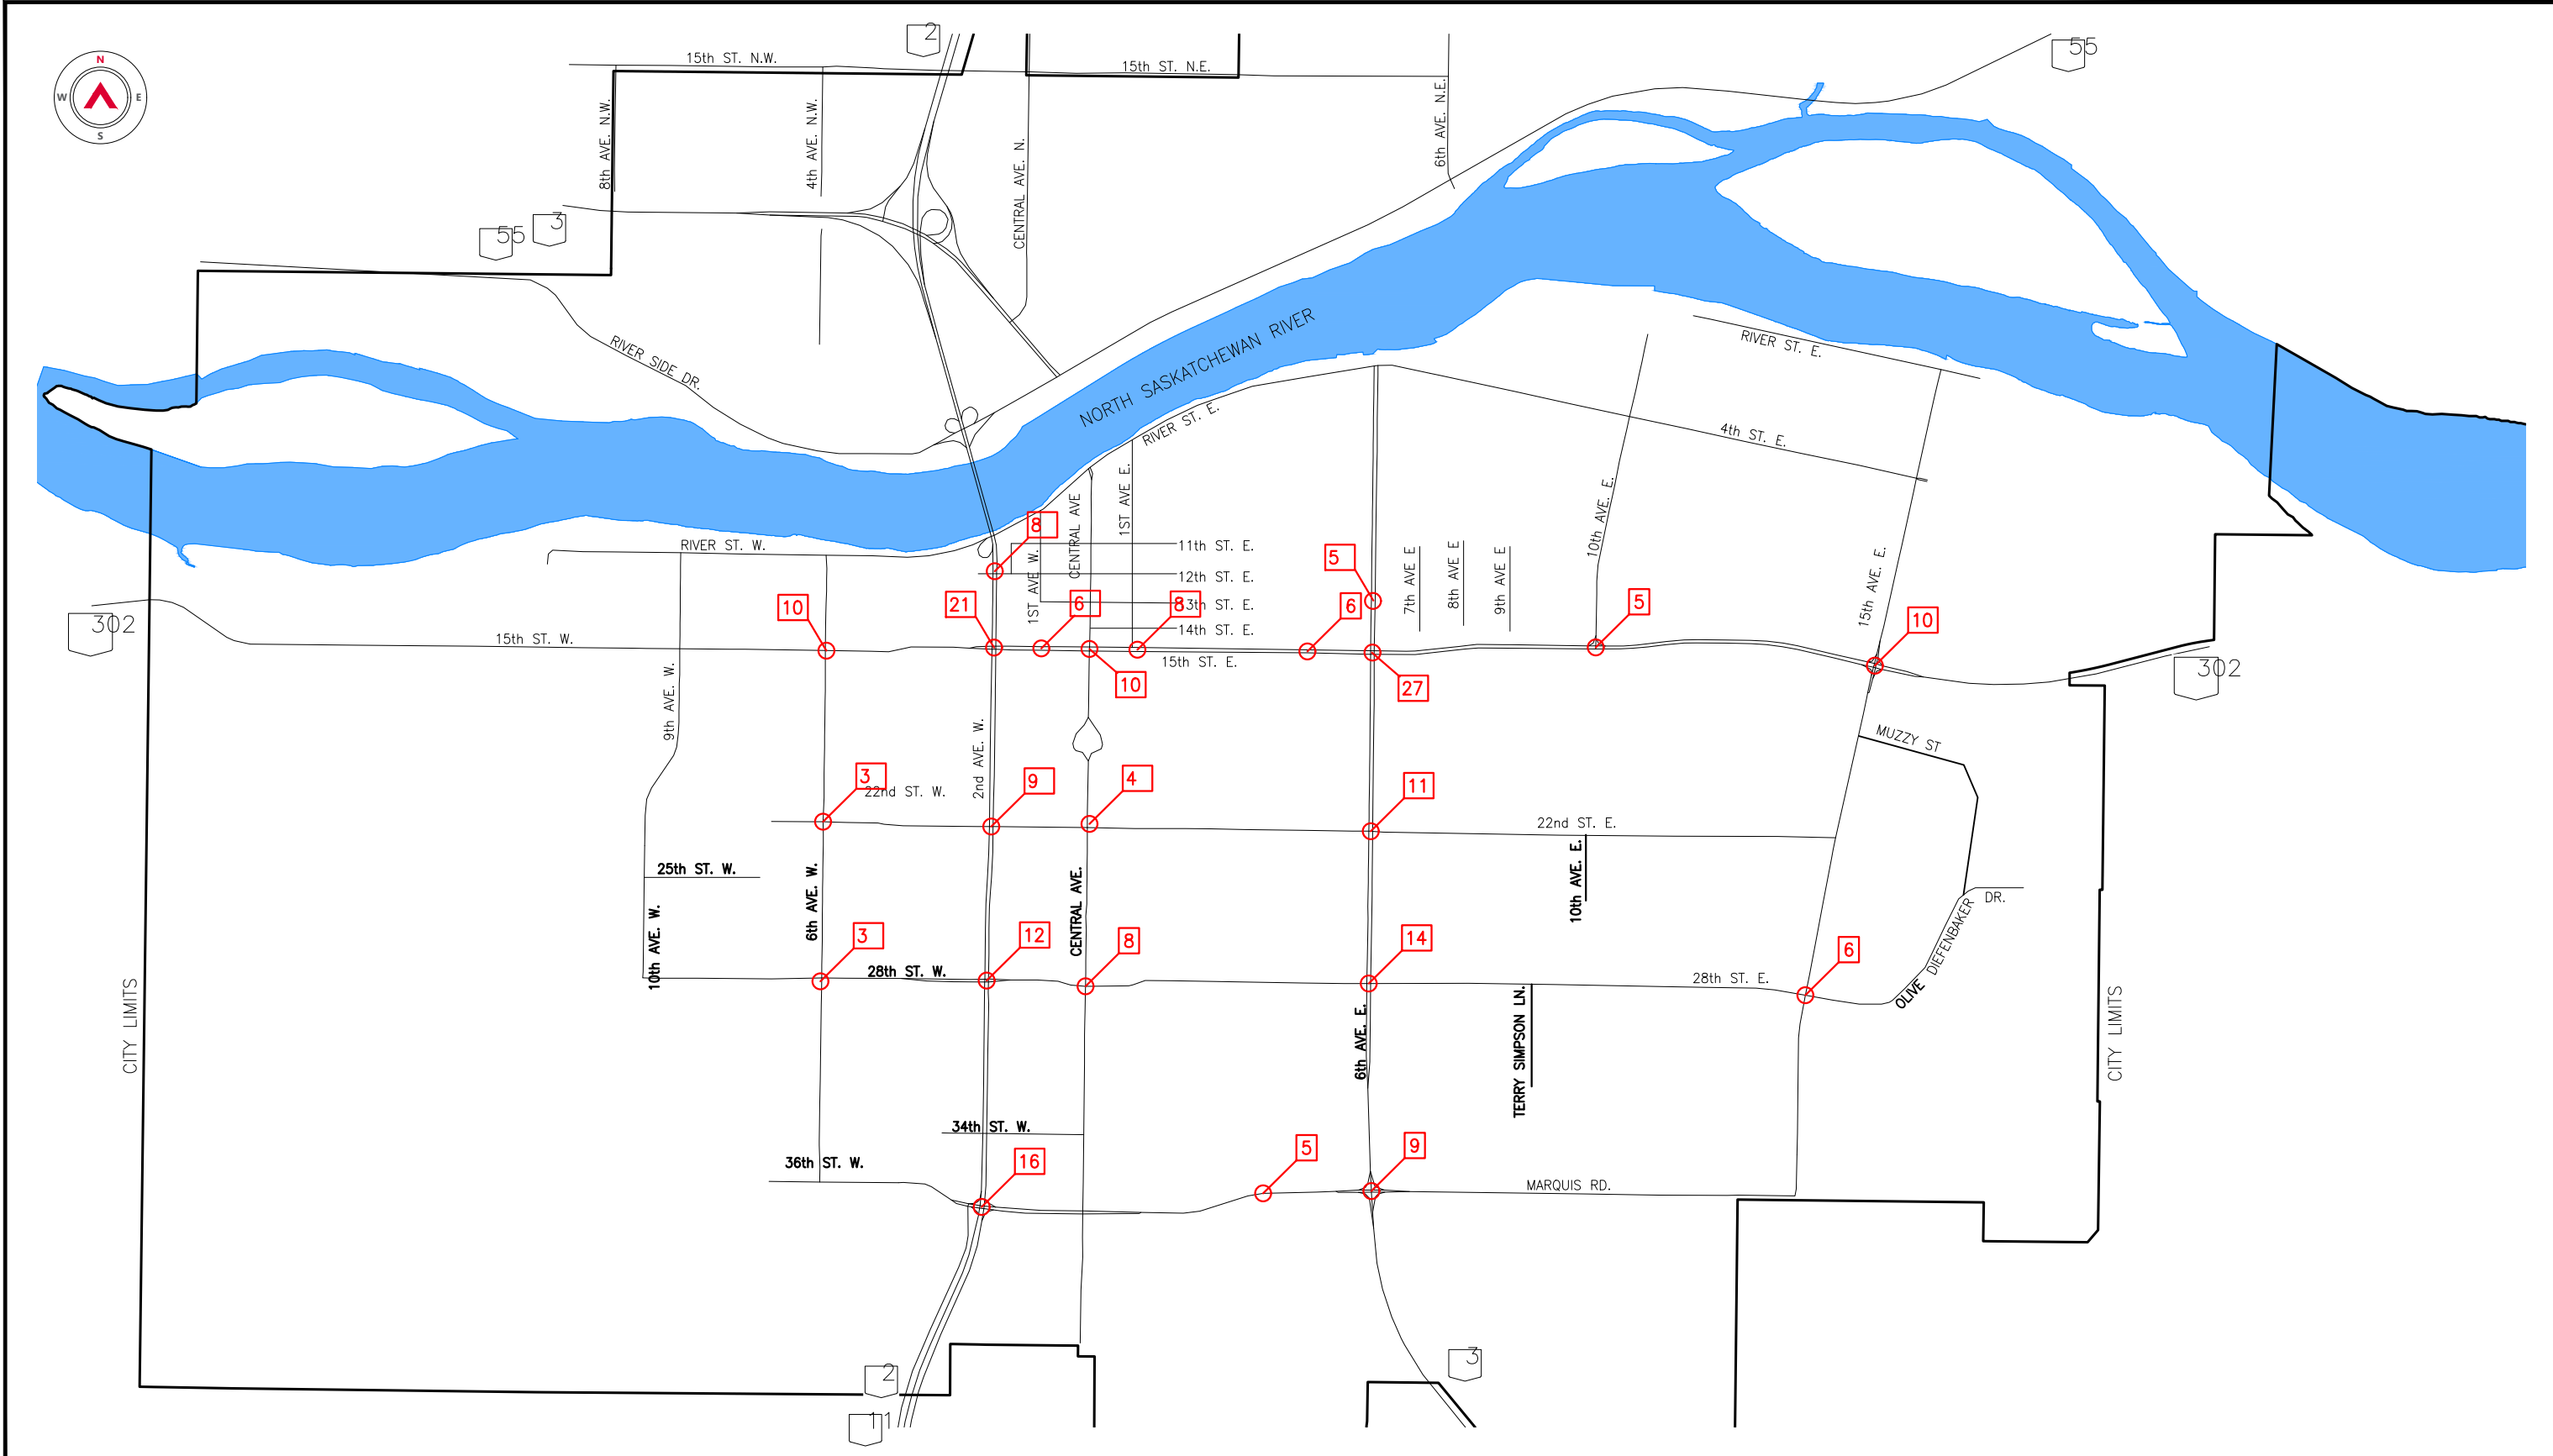 2
55
15th ST. N.W.
15th ST. N.E.
N
W
E
S
8th AVE. N.W.
4th AVE. N.W.
CENTRAL AVE. N.
6th AVE. N.E.
55
3
RIVER SIDE DR.
NORTH SASKATCHEWAN RIVER
RIVER ST. E.
RIVER ST. E.
4th ST. E.
1ST AVE E.
CENTRAL AVE
10th AVE. E.
8
RIVER ST. W.
11th ST. E.
5
12th ST. E.
1ST AVE W.
7th AVE E
8th AVE E
9th AVE E
15th AVE. E.
302
10
21
6
8
13th ST. E.
6
5
10
14th ST. E.
15th ST. W.
15th ST. E.
302
9th AVE. W.
10
27
2nd AVE. W.
MUZZY ST
3
9
4
11
22nd ST. W.
22nd ST. E.
25th ST. W.
6th AVE. W.
CENTRAL AVE.
10th AVE. E.
10th AVE. W.
OLIVE DIEFENBAKER DR.
3
12
8
14
6
28th ST. W.
28th ST. E.
CITY LIMITS
6th AVE. E.
TERRY SIMPSON LN.
CITY LIMITS
34th ST. W.
36th ST. W.
16
5
9
MARQUIS RD.
2
3
11